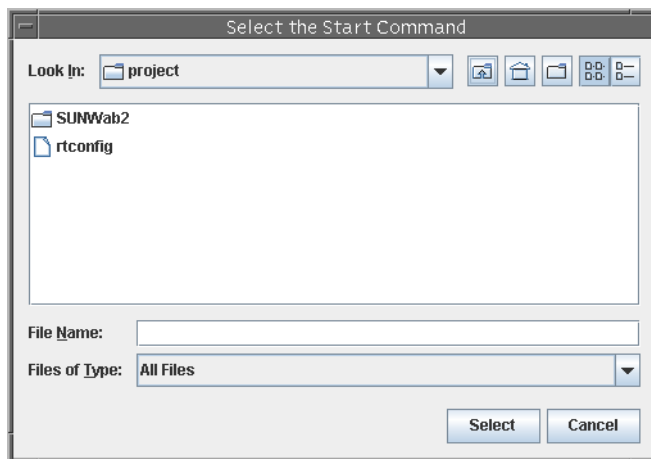 Select the Start Command
Look In: project
SUNWab2
rtconfig
File Name:
Files of Type: All Files
Select Cancel